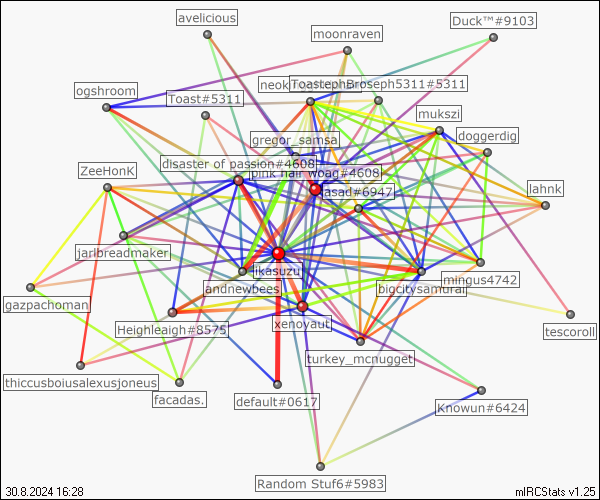 avelicious
moonraven
Duck™#9103
neok
ToastephBroseph5311#5311
ogshroom
Toast#5311
mukszi
gregor_samsa
doggerdig
disaster of passion#4608
ZeeHonK
pink hair woag#4608
asad#6947
lahnk
jarlbreadmaker
ikasuzu
andnewbees
bigcitysamurai
mingus4742
gazpachoman
xenoyaut
Heighleaigh#8575
tescoroll
turkey_mcnugget
thiccusboiusalexusjoneus
facadas.
default#0617
Knowun#6424
Random Stuf6#5983
30.8.2024 16:28
mIRCStats v1.25